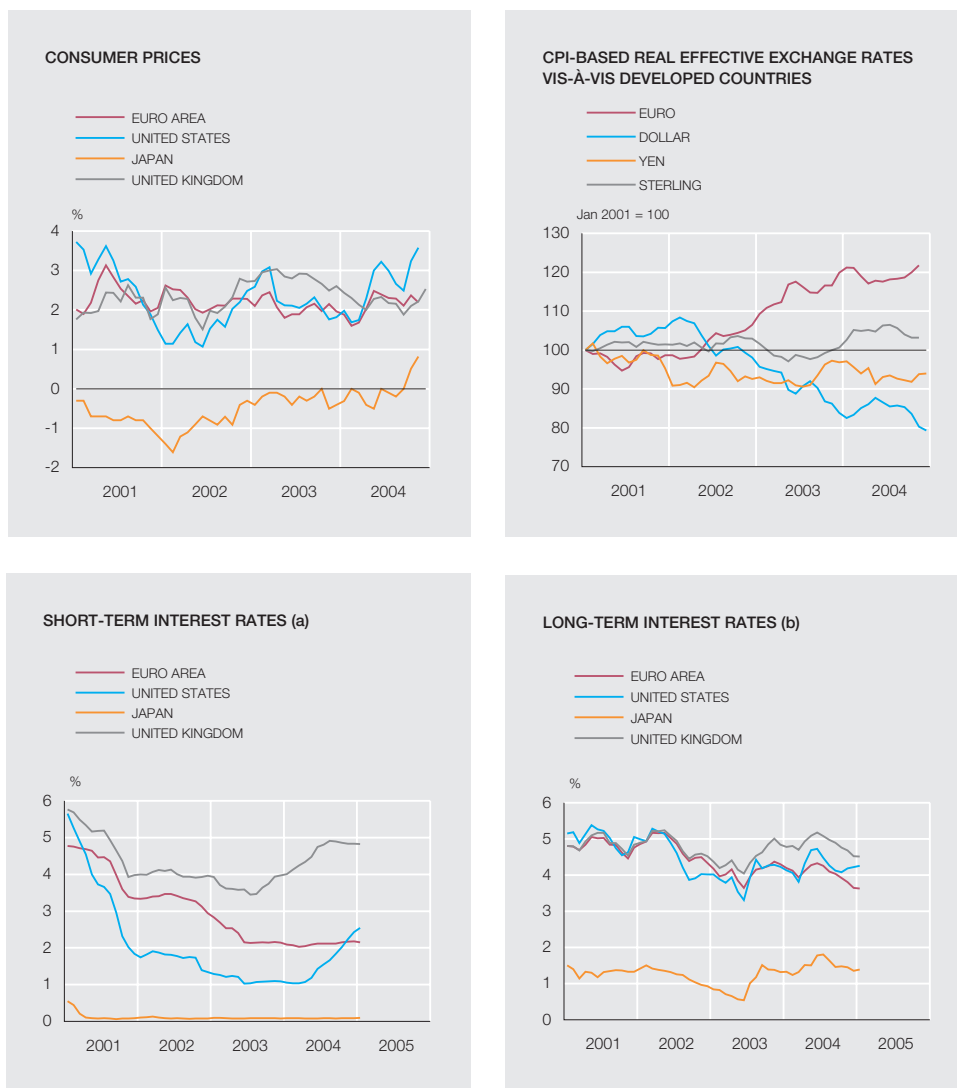 CONSUMER PRICES
EURO AREA
UNITED STATES
JAPAN
UNITED KINGDOM
%
4
3
2
1
0
-1
-2
2001 2002 2003 2004
CPI-BASED REAL EFFECTIVE EXCHANGE RATES
VIS-À-VIS DEVELOPED COUNTRIES
EURO
DOLLAR
YEN
STERLING
Jan 2001 = 100
130
120
110
100
90
80
70
2001 2002 2003 2004
SHORT-TERM INTEREST RATES (a)
EURO AREA
UNITED STATES
JAPAN
UNITED KINGDOM
%
6
5
4
3
2
1
0
2001 2002 2003 2004 2005
LONG-TERM INTEREST RATES (b)
EURO AREA
UNITED STATES
JAPAN
UNITED KINGDOM
%
6
5
4
3
2
1
0
2001 2002 2003 2004 2005